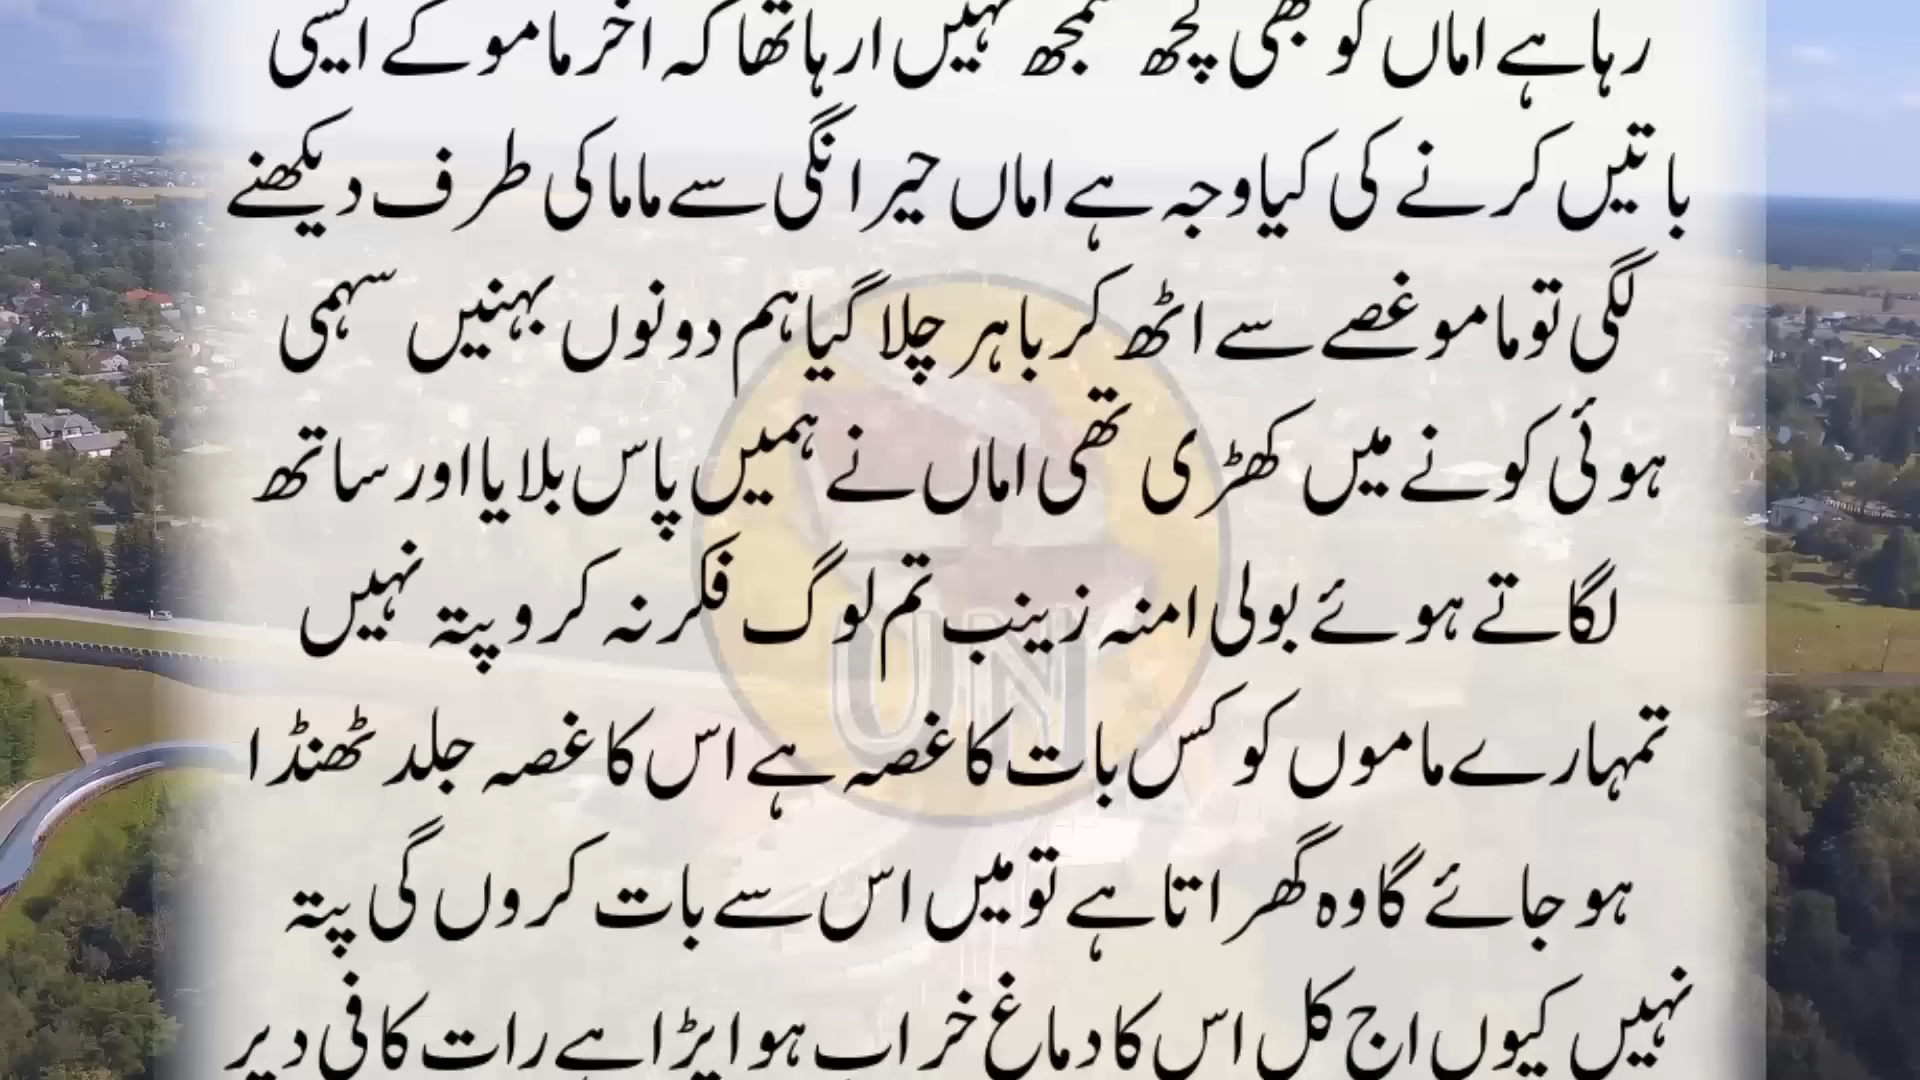 رہا ہے اماں کو بھی کچھ سمجھ نہیں ارہا تھا کہ اخر مامو کے ایسی
باتیں کرنے کی کیا وجہ ہے اماں حیرانگی سے ماما کی طرف دیکھنے
لگی تو مامو غصے سے اٹھ کر باہر چلا گیا ہم دونوں بہنیں سہمی
ہوئی کونے میں کھڑی تھی اماں نے ہمیں پاس بلایا اور ساتھ
لگاتے ہوئے بولی امنہ زینب تم لوگ فکر نہ کرو پتہ نہیں
تمہارے ماموں کو کس بات کا غصہ ہے اس کا غصہ جلد ٹھنڈا
ہو جائے گا وہ گھر اتا ہے تو میں اس سے بات کروں گی پتہ
نہیں کیوں اج کل اس کا دماغ خراب ہوا پڑا ہے رات کافی دیر
UN